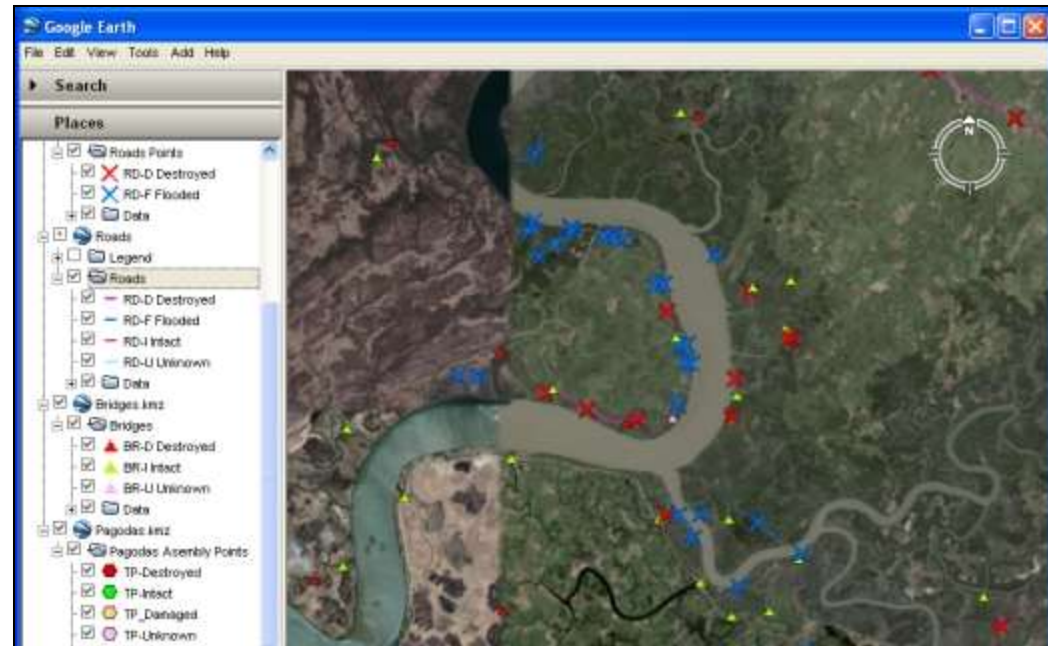 Google Earth
File Edit View Tools Add Help
Search
Places
Roads Points
RD-D Destroyed
RD-F Flooded
Data
Roads
Legend
Roads
RD-D Destroyed
RD-F Flooded
RD-I Intact
RD-U Unknown
Data
Bridges.kmz
Bridges
BR-D Destroyed
BR-I Intact
BR-U Unknown
Data
Pagodas.kmz
Pagodas Asembly Points
TP-Destroyed
TP-Intact
TP_Damaged
TP-Unknown
N